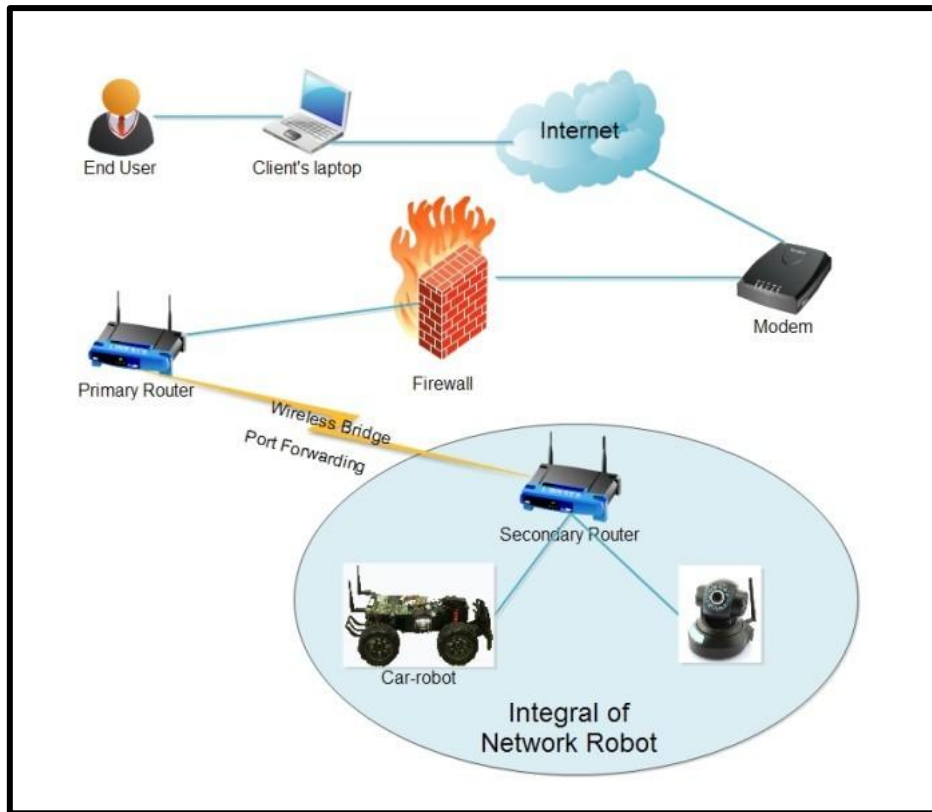 End User
Client's laptop
Internet
Modem
Firewall
Primary Router
Wireless Bridge
Port Forwarding
Secondary Router
Car-robot
Integral of
Network Robot